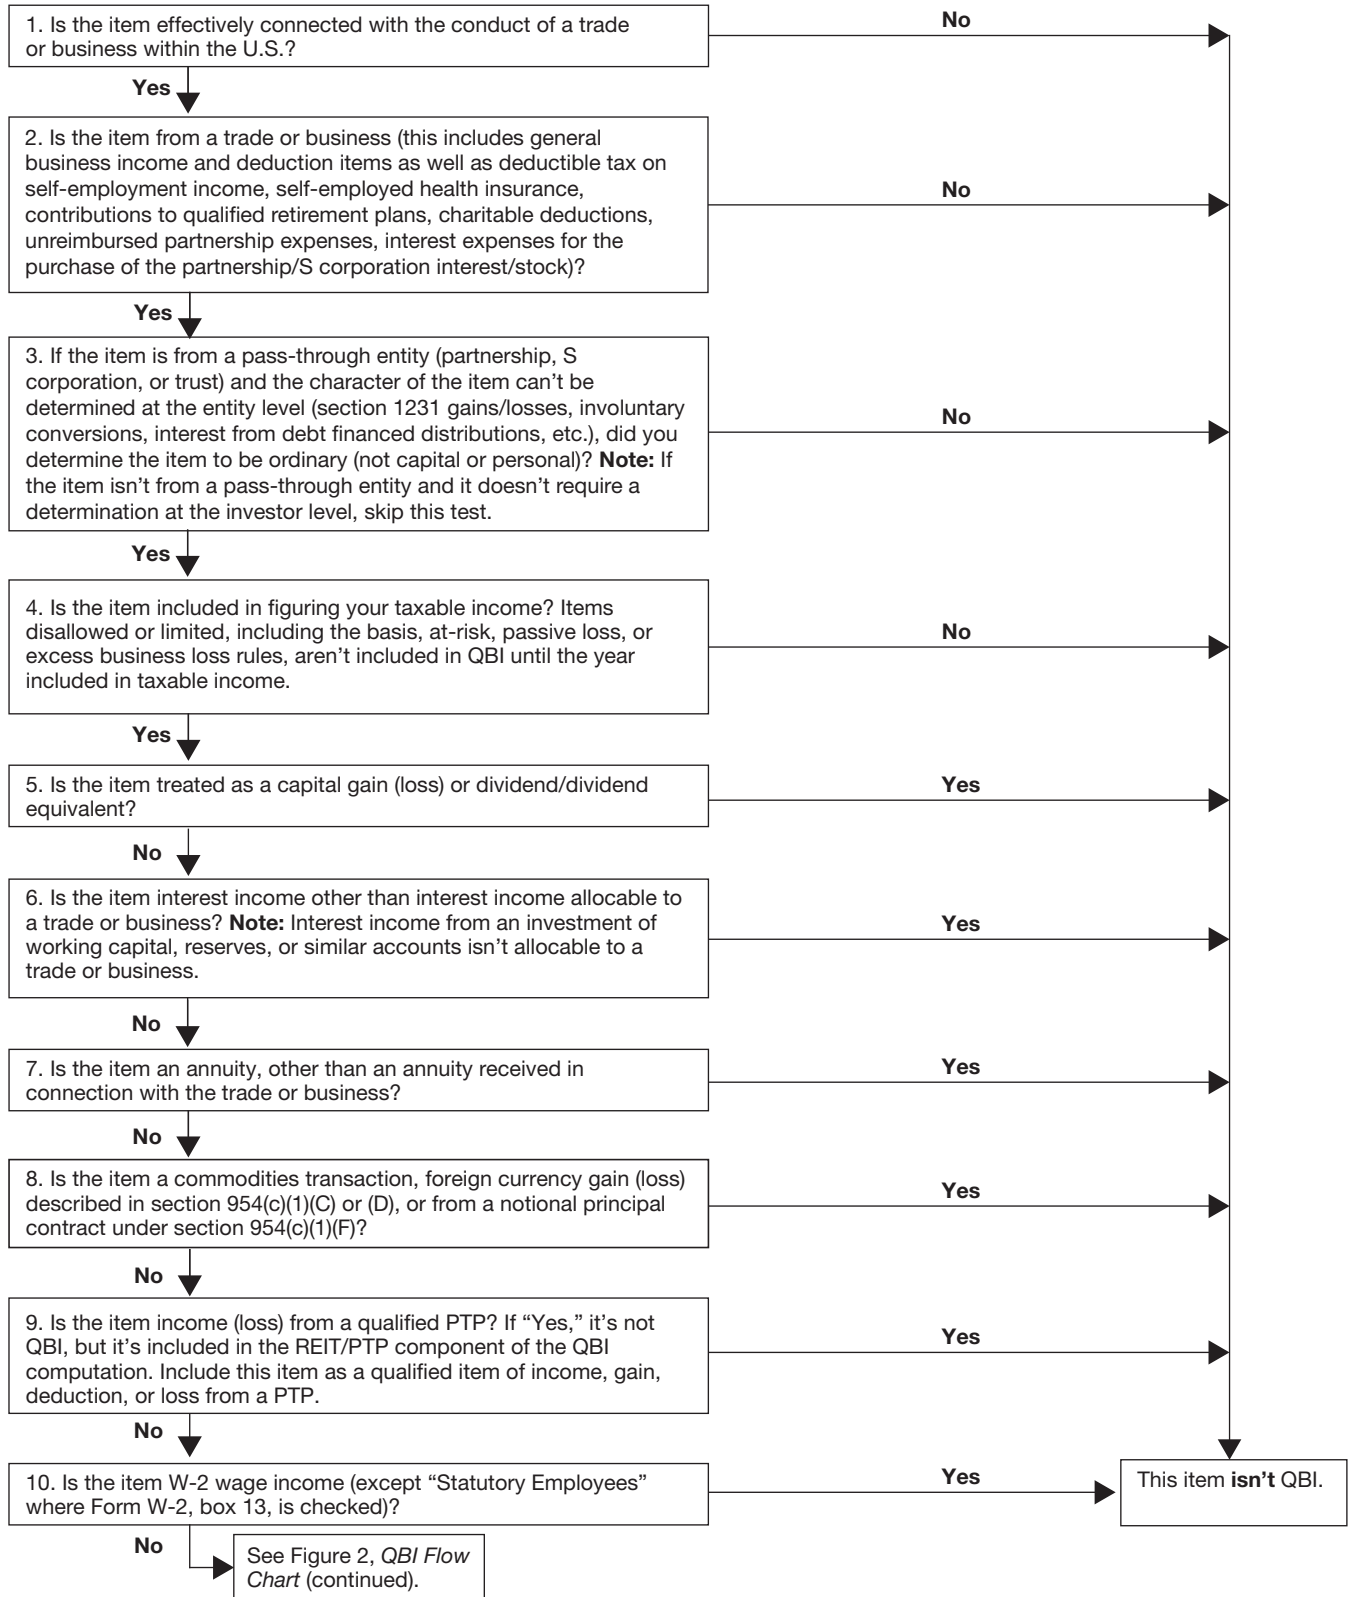 1. Is the item effectively connected with the conduct of a trade
or business within the U.S.?
No
Yes
2. Is the item from a trade or business (this includes general
business income and deduction items as well as deductible tax on
self-employment income, self-employed health insurance,
contributions to qualified retirement plans, charitable deductions,
unreimbursed partnership expenses, interest expenses for the
purchase of the partnership/S corporation interest/stock)?
No
Yes
3. If the item is from a pass-through entity (partnership, S
corporation, or trust) and the character of the item can’t be
determined at the entity level (section 1231 gains/losses, involuntary
conversions, interest from debt financed distributions, etc.), did you
determine the item to be ordinary (not capital or personal)? Note: If
the item isn’t from a pass-through entity and it doesn’t require a
determination at the investor level, skip this test.
No
Yes
4. Is the item included in figuring your taxable income? Items
disallowed or limited, including the basis, at-risk, passive loss, or
excess business loss rules, aren’t included in QBI until the year
included in taxable income.
No
Yes
5. Is the item treated as a capital gain (loss) or dividend/dividend
equivalent?
Yes
No
6. Is the item interest income other than interest income allocable to
a trade or business? Note: Interest income from an investment of
working capital, reserves, or similar accounts isn’t allocable to a
trade or business.
Yes
No
7. Is the item an annuity, other than an annuity received in
connection with the trade or business?
Yes
No
8. Is the item a commodities transaction, foreign currency gain (loss)
described in section 954(c)(1)(C) or (D), or from a notional principal
contract under section 954(c)(1)(F)?
Yes
No
9. Is the item income (loss) from a qualified PTP? If “Yes,” it’s not
QBI, but it’s included in the REIT/PTP component of the QBI
computation. Include this item as a qualified item of income, gain,
deduction, or loss from a PTP.
Yes
No
10. Is the item W-2 wage income (except “Statutory Employees”
where Form W-2, box 13, is checked)?
Yes
This item isn’t QBI.
No
See Figure 2, QBI Flow
Chart (continued).